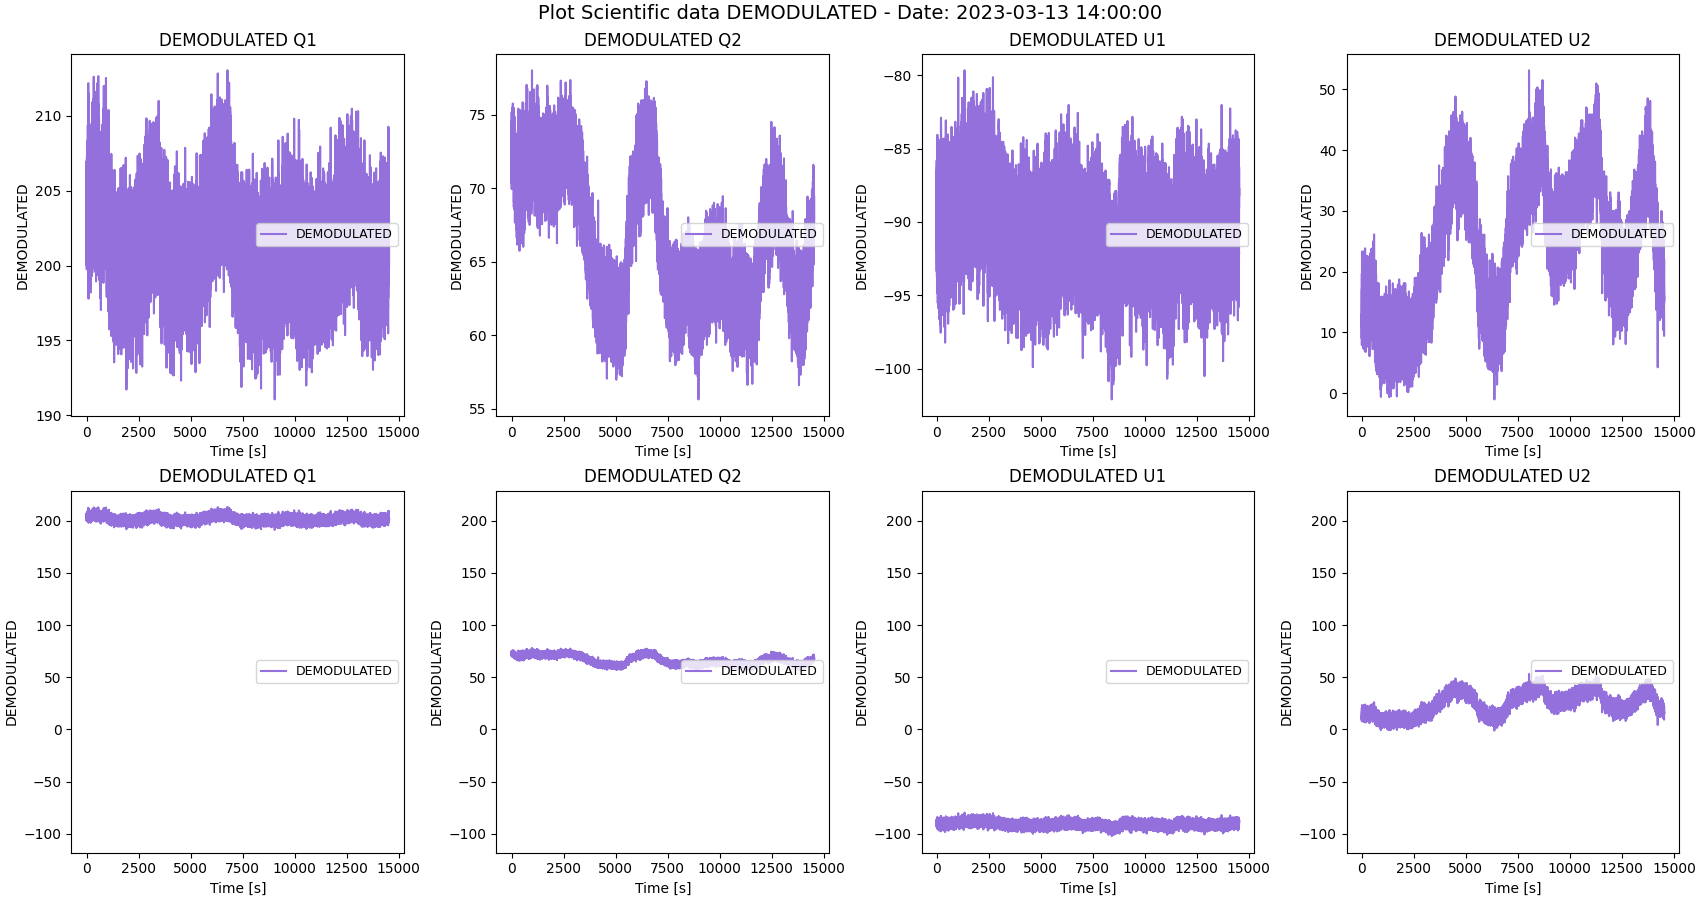 Plot Scientific data DEMODULATED - Date: 2023-03-13 14:00:00
DEMODULATED Q1
DEMODULATED
210
205
200
195
190
DEMODULATED
0 2500 5000 7500 10000 12500 15000
Time [s]
DEMODULATED Q2
DEMODULATED
75
70
65
60
55
DEMODULATED
0 2500 5000 7500 10000 12500 15000
Time [s]
DEMODULATED U1
DEMODULATED
−80
−85
−90
−95
−100
DEMODULATED
0 2500 5000 7500 10000 12500 15000
Time [s]
DEMODULATED U2
DEMODULATED
50
40
30
20
10
0
DEMODULATED
0 2500 5000 7500 10000 12500 15000
Time [s]
DEMODULATED Q1
DEMODULATED
200
150
100
50
0
−50
−100
DEMODULATED
0 2500 5000 7500 10000 12500 15000
Time [s]
DEMODULATED Q2
DEMODULATED
200
150
100
50
0
−50
−100
DEMODULATED
0 2500 5000 7500 10000 12500 15000
Time [s]
DEMODULATED U1
DEMODULATED
200
150
100
50
0
−50
−100
DEMODULATED
0 2500 5000 7500 10000 12500 15000
Time [s]
DEMODULATED U2
DEMODULATED
200
150
100
50
0
−50
−100
DEMODULATED
0 2500 5000 7500 10000 12500 15000
Time [s]